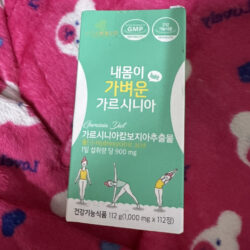 GMP
내몸이
가벼운
가르시니아
Garcinia Diet
가르시니아캄보지아추출물
1일 섭취량 당 900 mg
건강기능식품 112 g(1,000 mg × 112정)